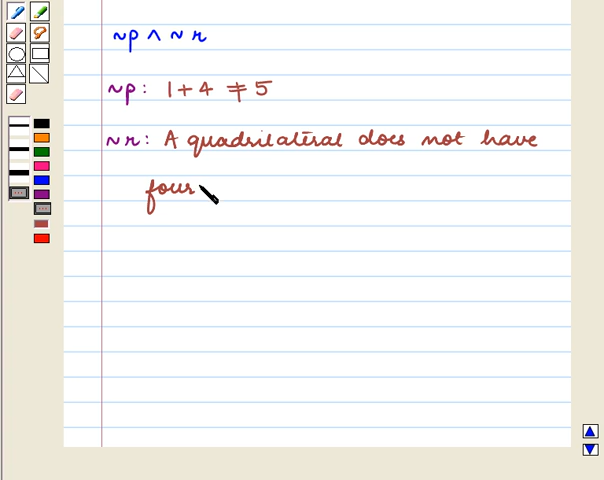 ~p ∧ ~r
~p: 1+4 ≠ 5
~r: A quadrilateral does not have
four